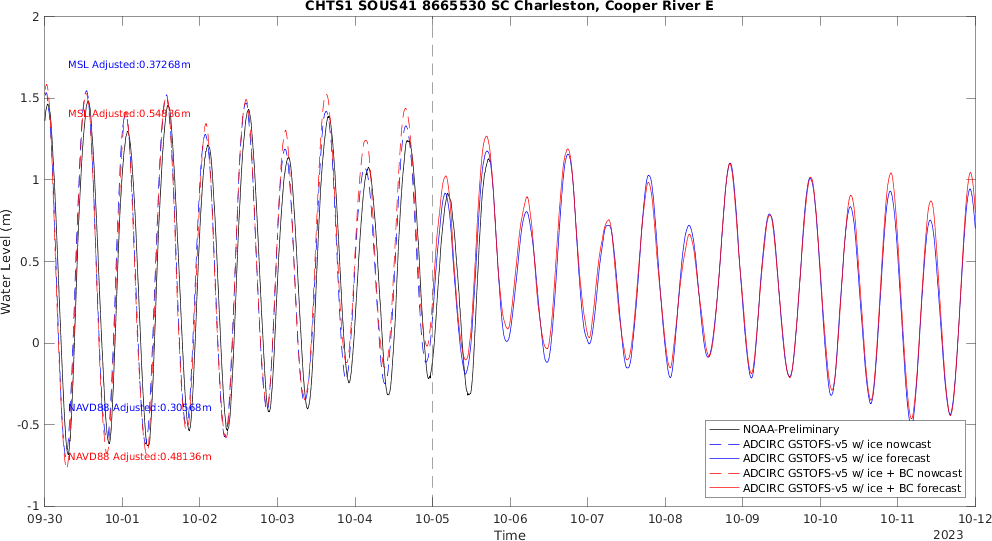 CHTS1 SOUS41 8665530 SC Charleston, Cooper River E
2
MSL Adjusted:0.37268m
1.5
MSL Adjusted:0.54836m
1
0.5
Water Level (m)
0
NAVD88 Adjusted:0.30568m
-0.5
NAVD88 Adjusted:0.48136m
NOAA-Preliminary
ADCIRC GSTOFS-v5 w/ ice nowcast
ADCIRC GSTOFS-v5 w/ ice forecast
ADCIRC GSTOFS-v5 w/ ice + BC nowcast
ADCIRC GSTOFS-v5 w/ ice + BC forecast
-1
09-30 10-01 10-02 10-03 10-04 10-05 10-06 10-07 10-08 10-09 10-10 10-11 10-12
Time
2023